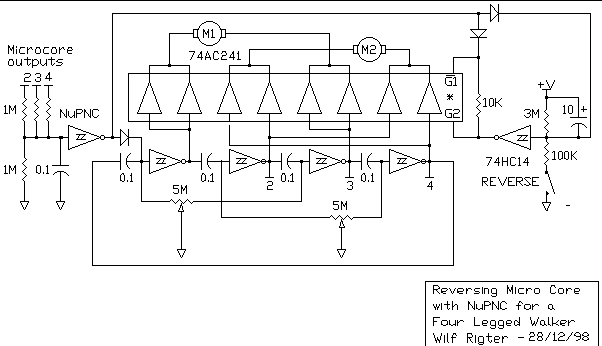 M1
M2
Microcore
outputs
74AC241
2 3 4
G1
*
G2
+V
1M
NuPNC
10K
3M
10 +
74HC14
100K
1M
0.1
REVERSE
0.1
0.1
0.1
0.1
2
3
4
5M
5M
-
Reversing Micro Core
with NuPNC for a
Four Legged Walker
Wilf Rigter - 28/12/98